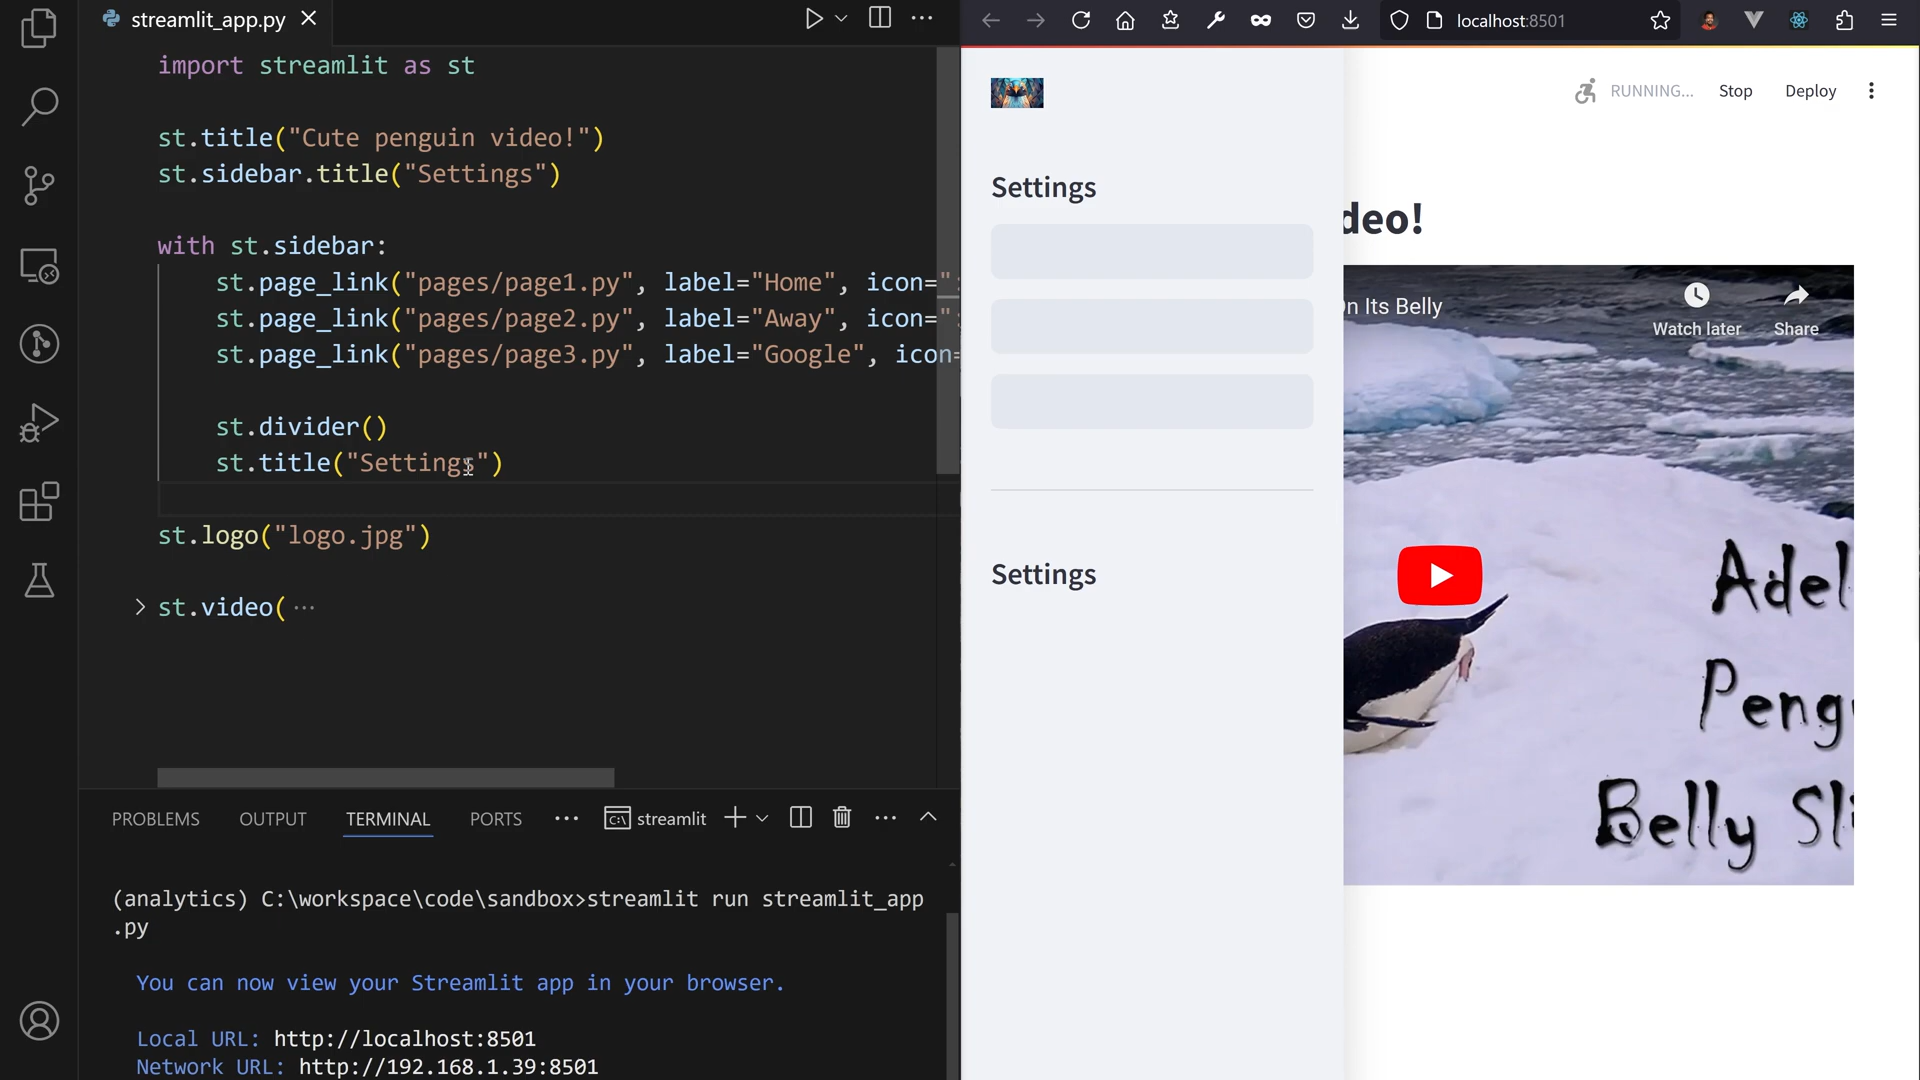 streamlit_app.py
import streamlit as st
st.title("Cute penguin video!")
st.sidebar.title("Settings")
with st.sidebar:
st.page_link("pages/page1.py", label="Home", icon=":
st.page_link("pages/page2.py", label="Away", icon=":
st.page_link("pages/page3.py", label="Google", icon=
st.divider()
st.title("Settings")
st.logo("logo.jpg")
st.video( ···
PROBLEMS OUTPUT TERMINAL PORTS ··· streamlit
(analytics) C:\workspace\code\sandbox>streamlit run streamlit_app
.py
You can now view your Streamlit app in your browser.
Local URL: http://localhost:8501
Network URL: http://192.168.1.39:8501
localhost:8501
RUNNING... Stop Deploy
Settings
Settings
deo!
On Its Belly
Watch later Share
Adel
Peng
Belly Sli